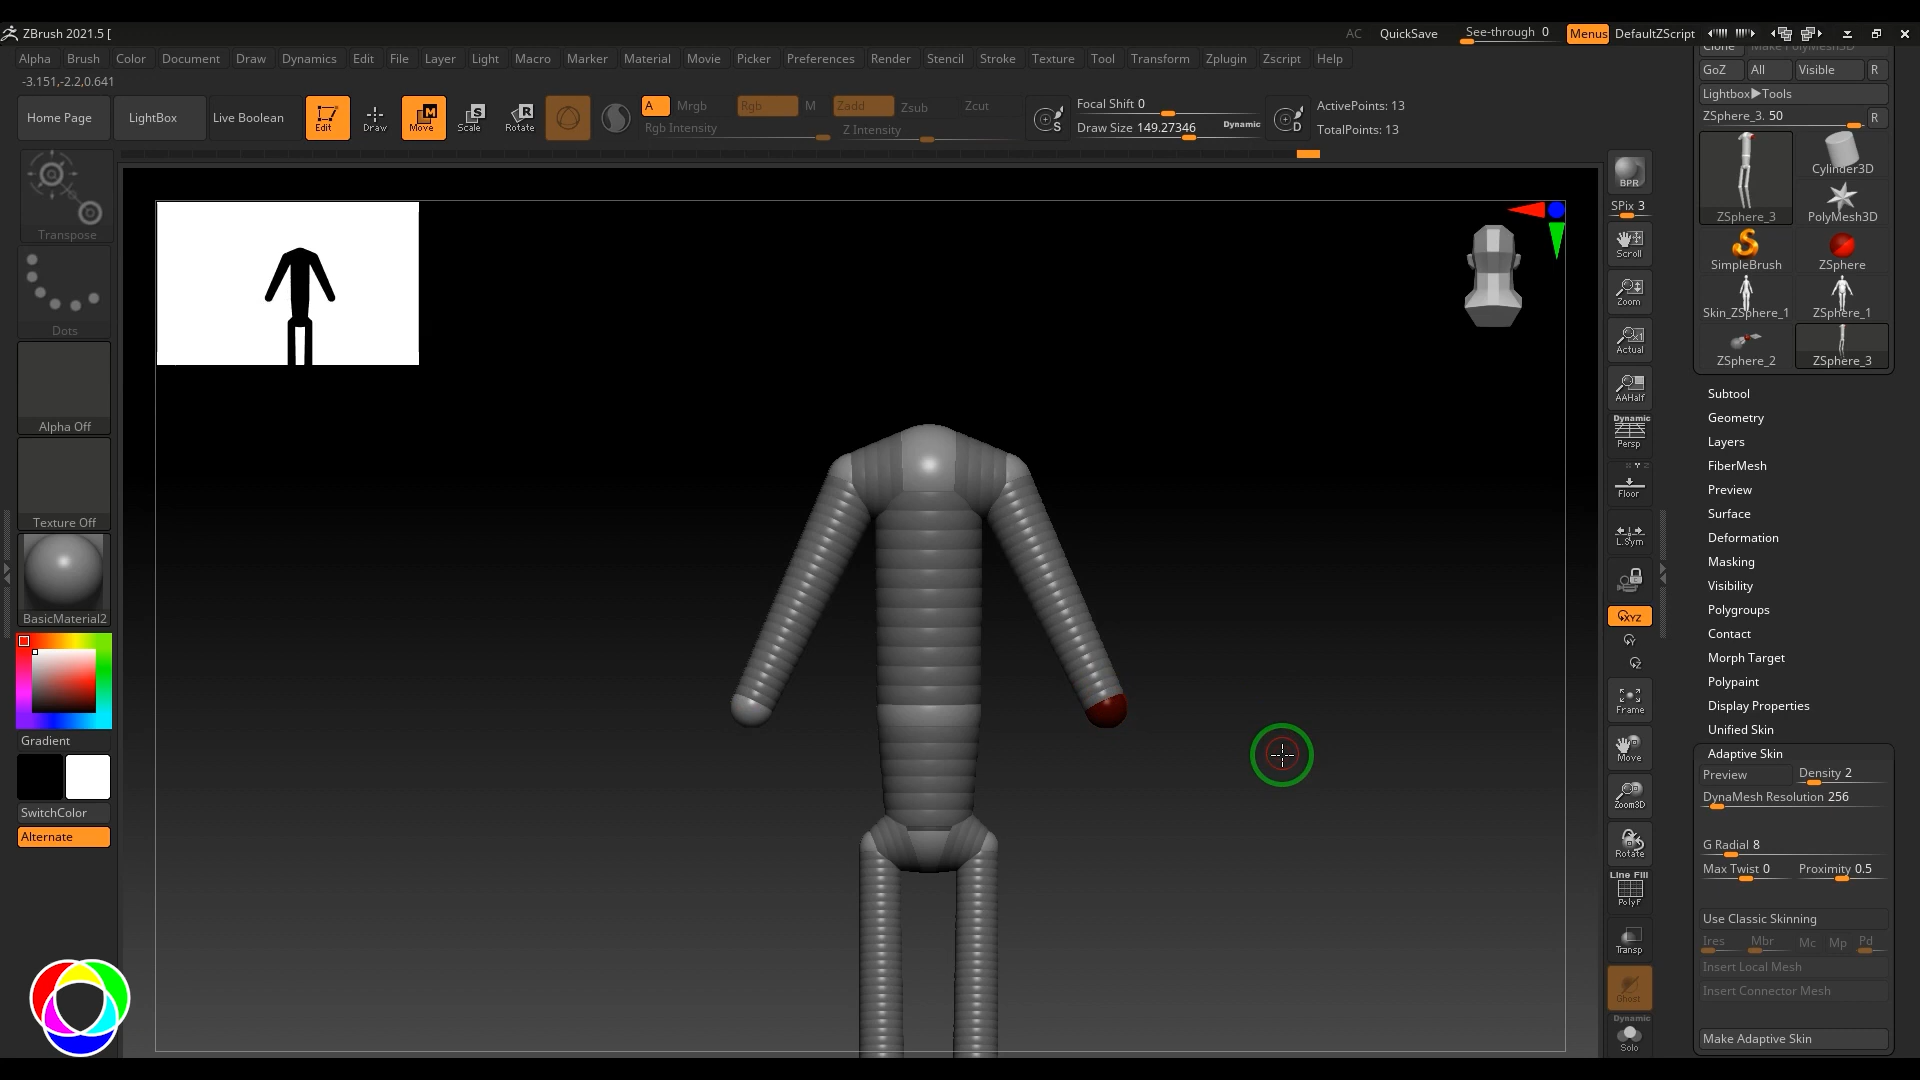 ZBrush 2021.5 [
AC QuickSave See-through 0 Menus DefaultZScript
Alpha Brush Color Document Draw Dynamics Edit File Layer Light Macro Marker Material Movie Picker Preferences Render Stencil Stroke Texture Tool Transform Zplugin Zscript Help
-3.151,-2.2,0.641
Home Page LightBox Live Boolean Edit Draw Move Scale Rotate
A Mrgb Rgb M Zadd Zsub Zcut
Rgb Intensity Z Intensity
Focal Shift 0
Draw Size 149.27346 Dynamic
ActivePoints: 13
TotalPoints: 13
Transpose
Dots
Alpha Off
Texture Off
BasicMaterial2
Gradient
SwitchColor
Alternate
BPR
SPix 3
Scroll
Zoom
Actual
AAHalf
Dynamic
Persp
Floor
L.Sym
XYZ
Y
Z
Frame
Move
Zoom3D
Rotate
Line Fill
PolyF
Transp
Ghost
Dynamic
Solo
Clone Make PolyMesh3D
GoZ All Visible R
Lightbox▶Tools
ZSphere_3. 50 R
ZSphere_3 Cylinder3D
PolyMesh3D
SimpleBrush ZSphere
Skin_ZSphere_1 ZSphere_1
ZSphere_2 ZSphere_3
Subtool
Geometry
Layers
FiberMesh
Preview
Surface
Deformation
Masking
Visibility
Polygroups
Contact
Morph Target
Polypaint
Display Properties
Unified Skin
Adaptive Skin
Preview Density 2
DynaMesh Resolution 256
G Radial 8
Max Twist 0 Proximity 0.5
Use Classic Skinning
Ires Mbr Mc Mp Pd
Insert Local Mesh
Insert Connector Mesh
Make Adaptive Skin